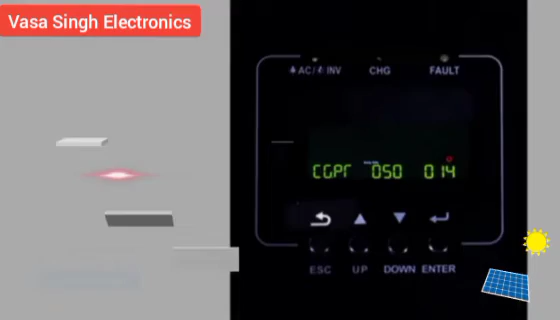 Vasa Singh Electronics
AC/ INV CHG FAULT
CGPr 050 014
ESC UP DOWN ENTER